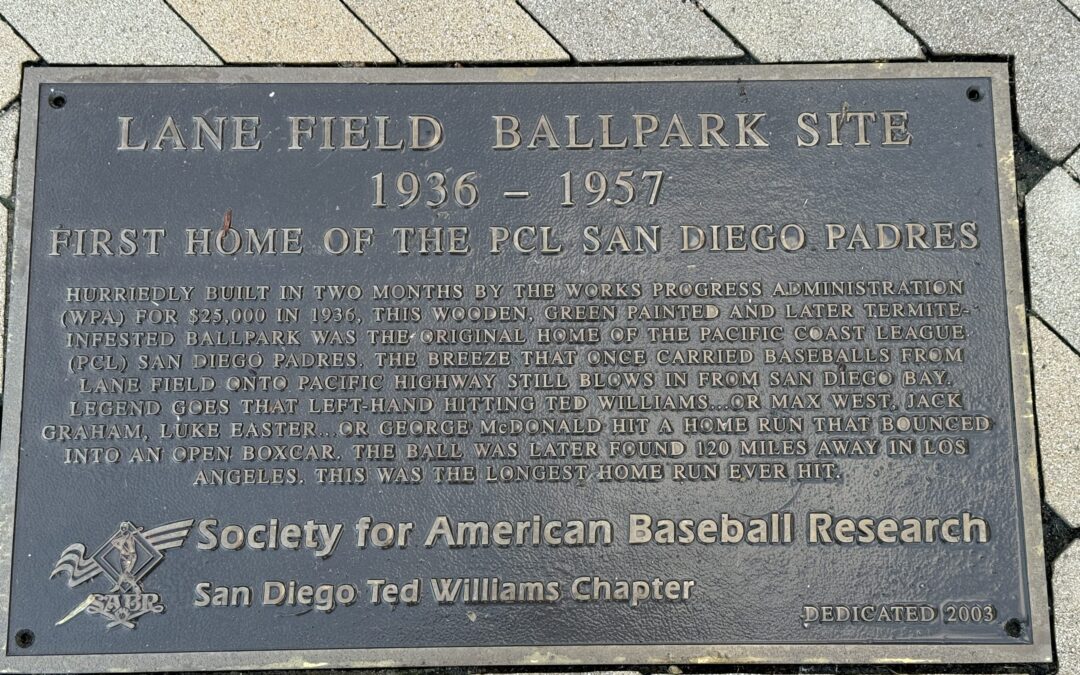 LANE FIELD BALLPARK SITE
1936 – 1957
FIRST HOME OF THE PCL SAN DIEGO PADRES
HURRIEDLY BUILT IN TWO MONTHS BY THE WORKS PROGRESS ADMINISTRATION
(WPA) FOR $25,000 IN 1936, THIS WOODEN, GREEN PAINTED AND LATER TERMITE-
INFESTED BALLPARK WAS THE ORIGINAL HOME OF THE PACIFIC COAST LEAGUE
(PCL) SAN DIEGO PADRES. THE BREEZE THAT ONCE CARRIED BASEBALLS FROM
LANE FIELD ONTO PACIFIC HIGHWAY STILL BLOWS IN FROM SAN DIEGO BAY.
LEGEND GOES THAT LEFT-HAND HITTING TED WILLIAMS...OR MAX WEST, JACK
GRAHAM, LUKE EASTER...OR GEORGE McDONALD HIT A HOME RUN THAT BOUNCED
INTO AN OPEN BOXCAR. THE BALL WAS LATER FOUND 120 MILES AWAY IN LOS
ANGELES. THIS WAS THE LONGEST HOME RUN EVER HIT.
Society for American Baseball Research
SABR
San Diego Ted Williams Chapter
DEDICATED 2003